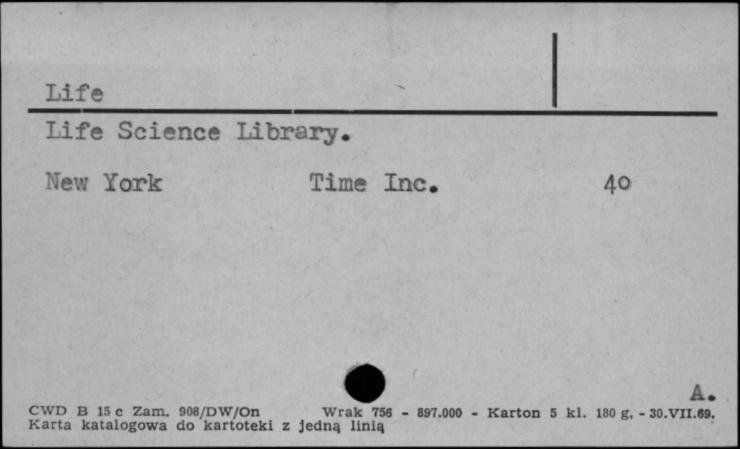 Life
Life Science Library.
New York Time Inc. 40
A.
CWD B 15 c Zam. 908/DW/On Wrak 756 - 897.000 - Karton 5 kl. 180 g. - 30.VII.69.
Karta katalogowa do kartoteki z jedną linią